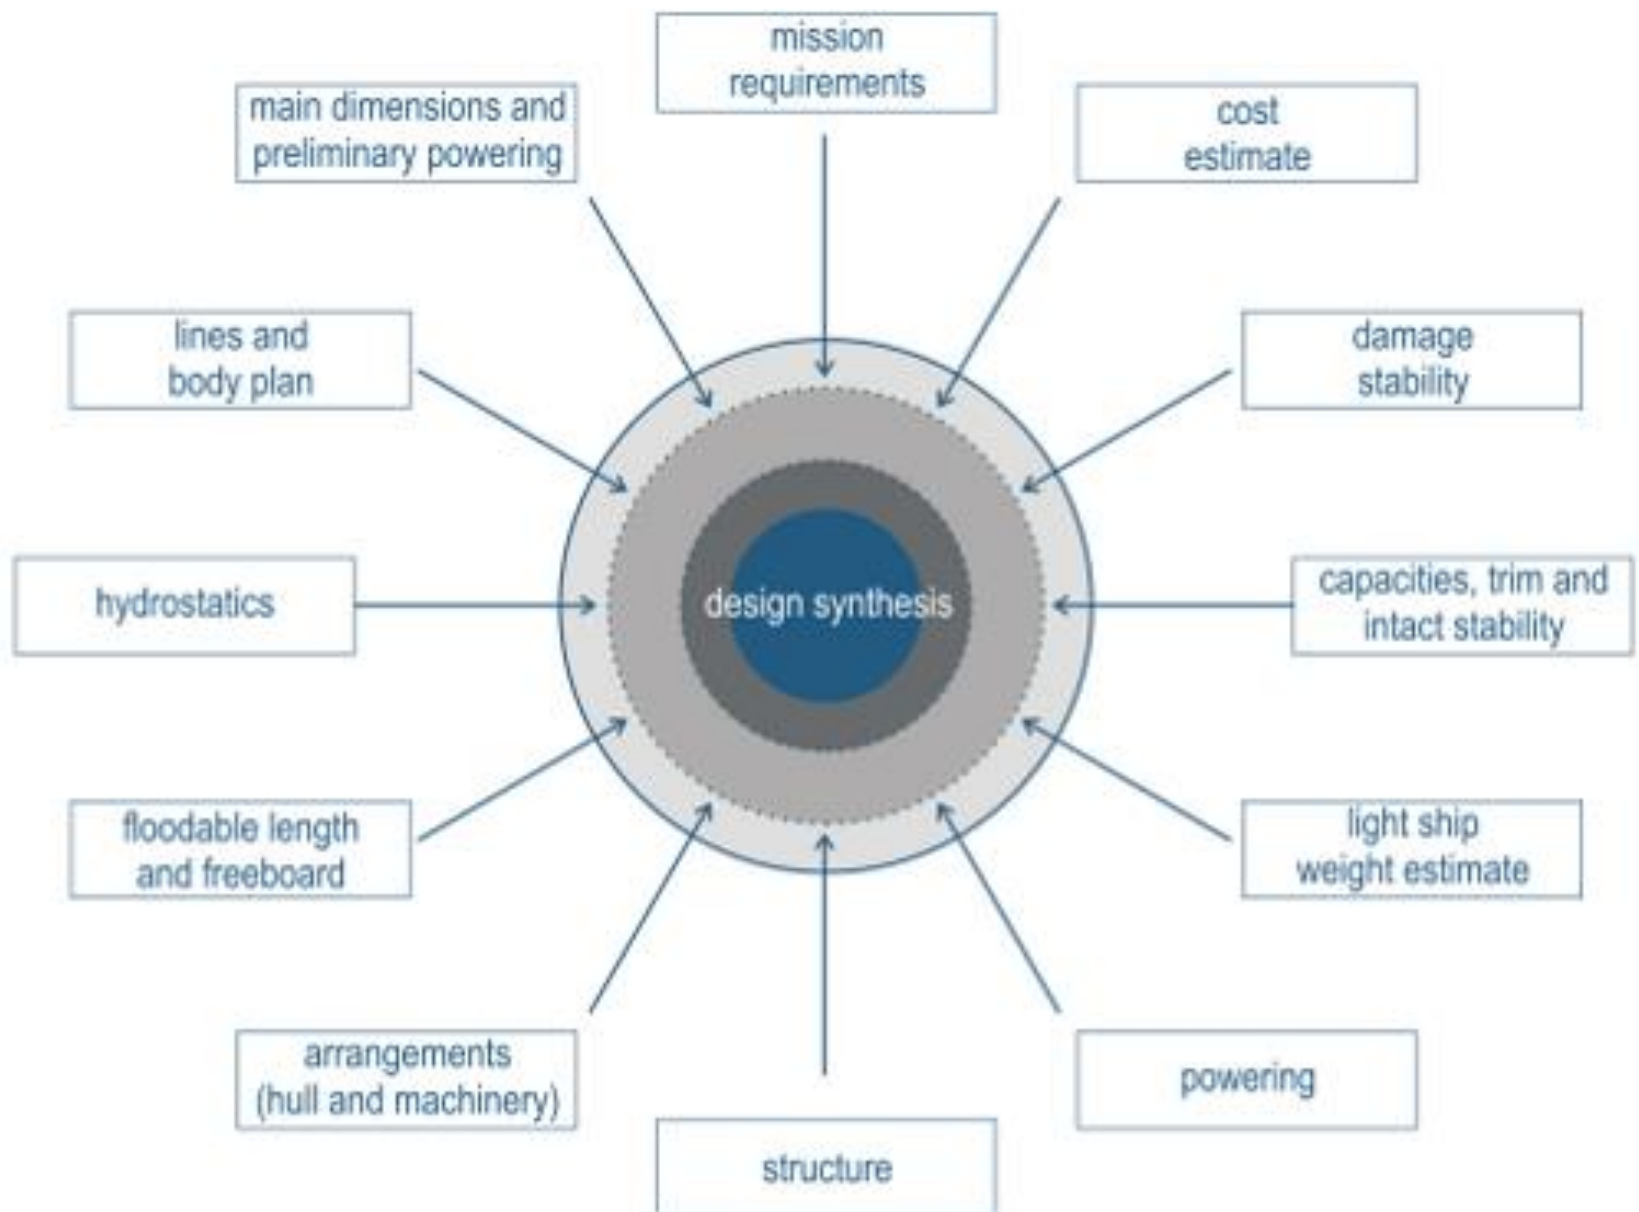 mission
requirements
main dimensions and
preliminary powering
cost
estimate
lines and
body plan
damage
stability
hydrostatics
design synthesis
capacities, trim and
intact stability
floodable length
and freeboard
light ship
weight estimate
arrangements
(hull and machinery)
powering
structure